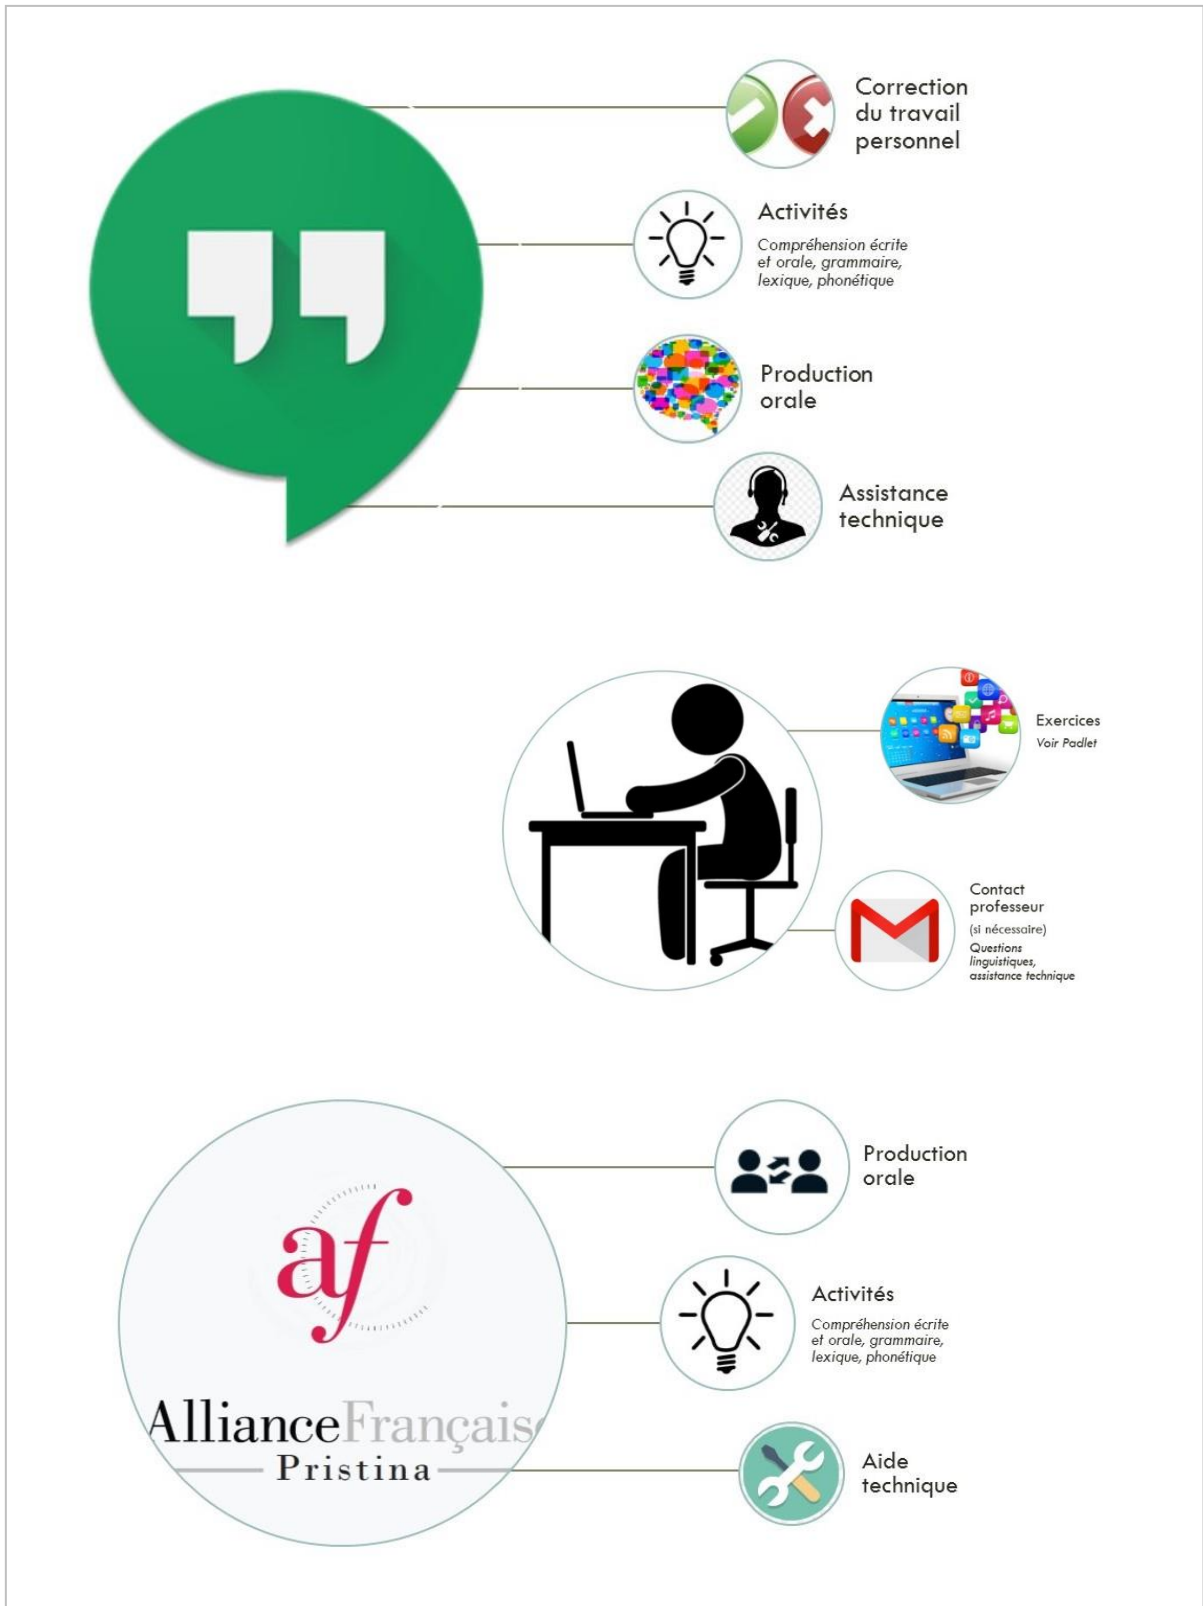 Correction
du travail
personnel
Activités
Compréhension écrite
et orale, grammaire,
lexique, phonétique
Production
orale
Assistance
technique
Exercices
Voir Padlet
Contact
professeur
(si nécessaire)
Questions
linguistiques,
assistance technique
Production
orale
af
AllianceFrançaise
Pristina
Activités
Compréhension écrite
et orale, grammaire,
lexique, phonétique
Aide
technique